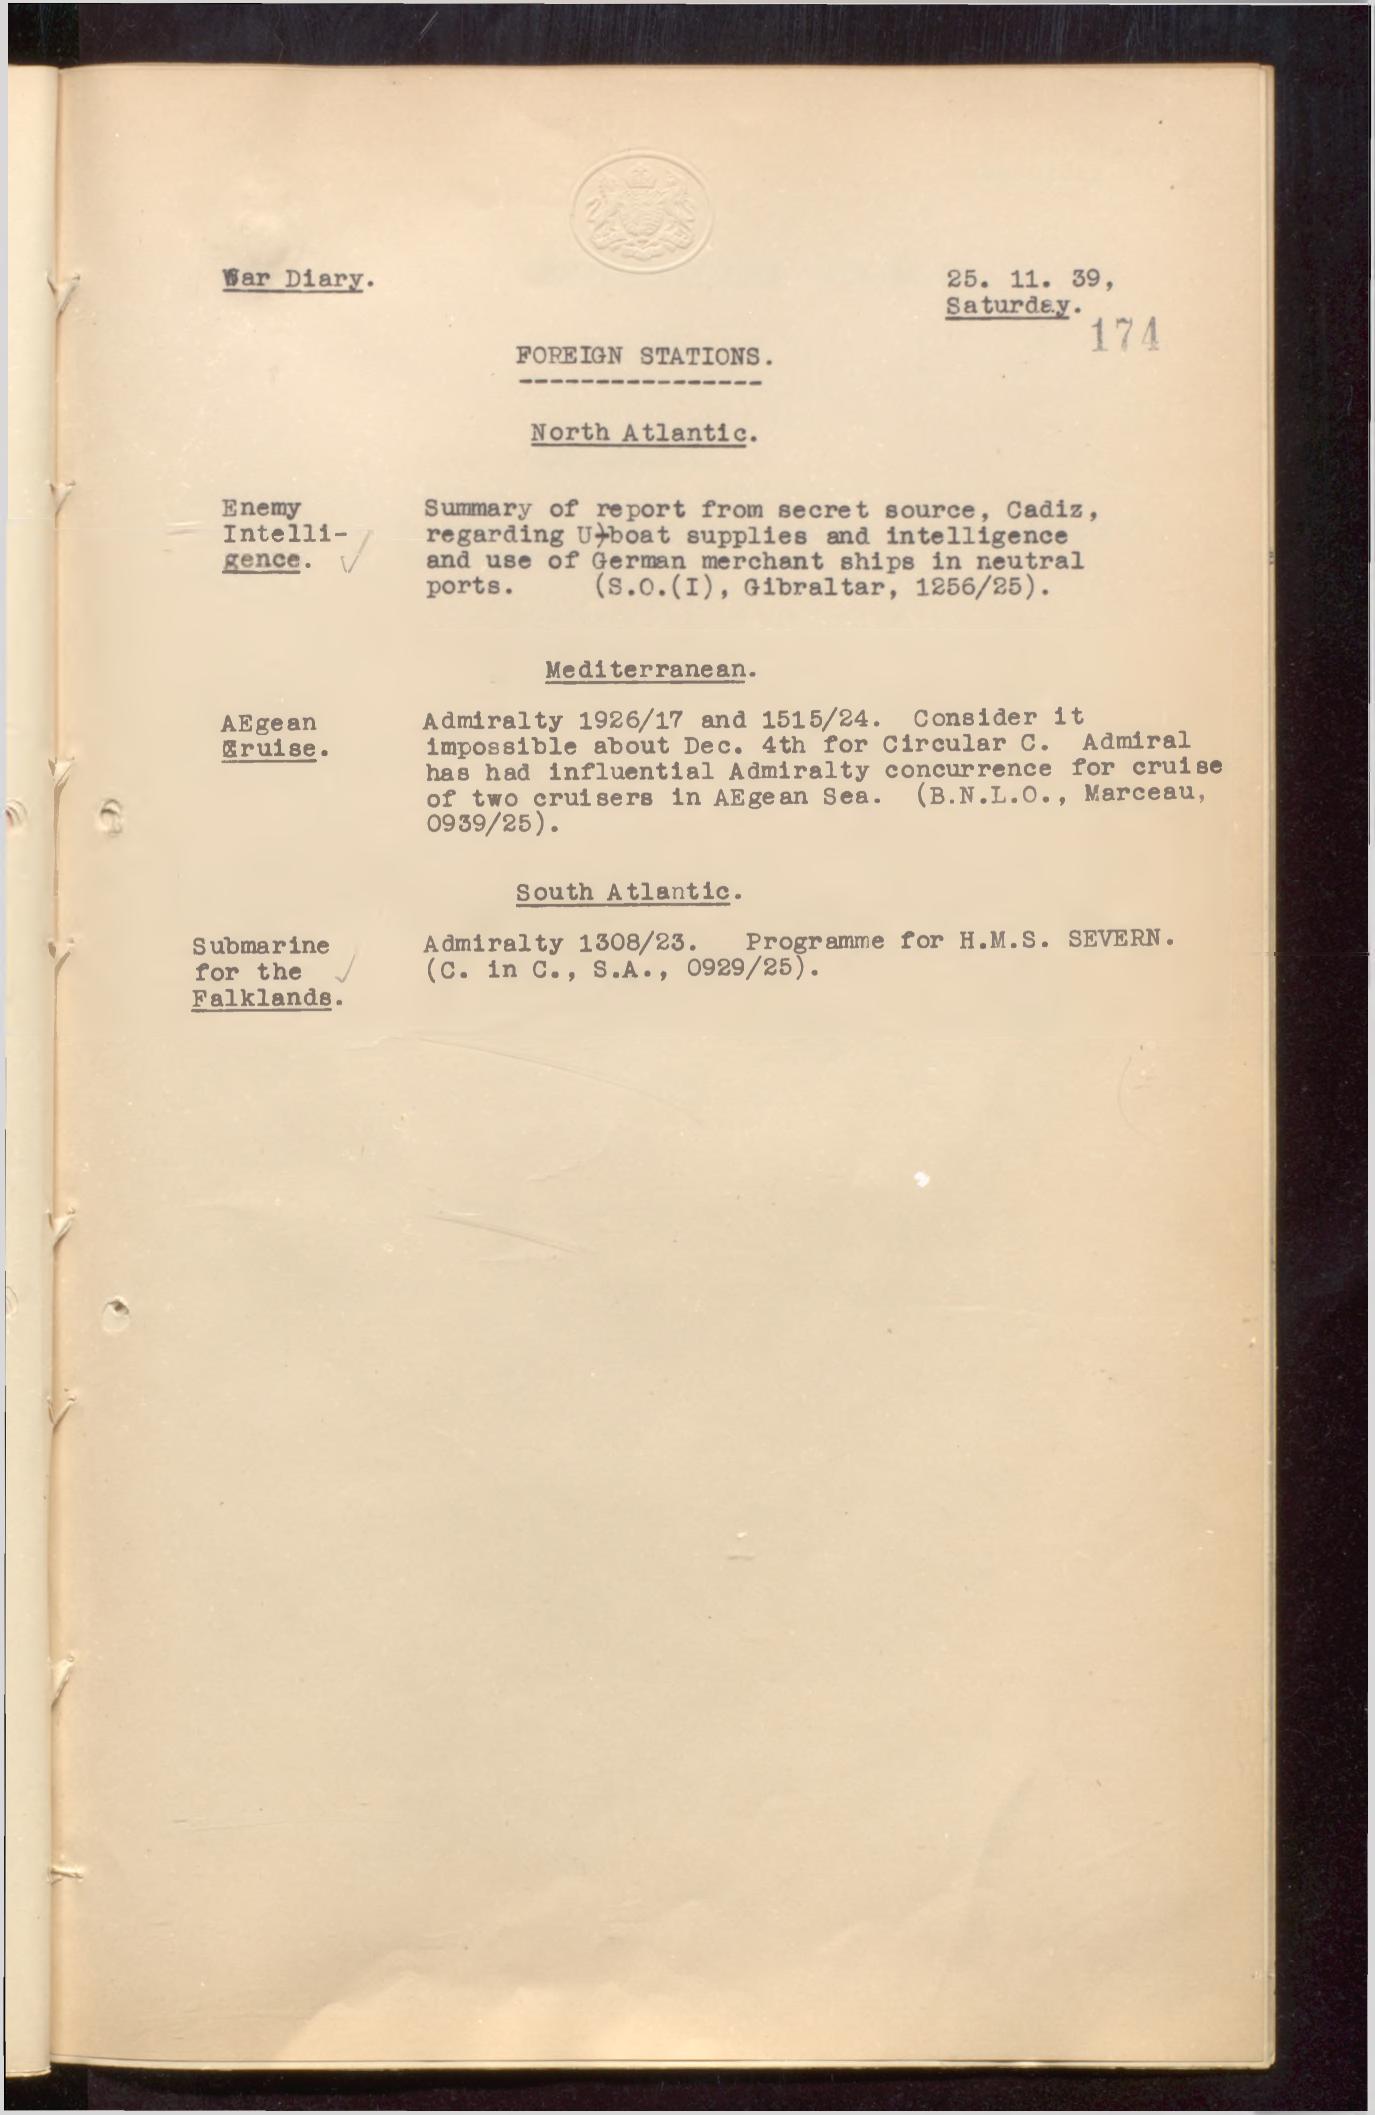 War Diary.
25. 11. 39,
Saturday.
174
FOREIGN STATIONS.
----------------
North Atlantic.
Enemy
Intelli-
gence.
Summary of report from secret source, Cadiz,
regarding U-boat supplies and intelligence
and use of German merchant ships in neutral
ports. (S.O.(I), Gibraltar, 1256/25).
Mediterranean.
AEgean
Cruise.
Admiralty 1926/17 and 1515/24. Consider it
impossible about Dec. 4th for Circular C. Admiral
has had influential Admiralty concurrence for cruise
of two cruisers in AEgean Sea. (B.N.L.O., Marceau,
0939/25).
South Atlantic.
Submarine
for the
Falklands.
Admiralty 1308/23. Programme for H.M.S. SEVERN.
(C. in C., S.A., 0929/25).